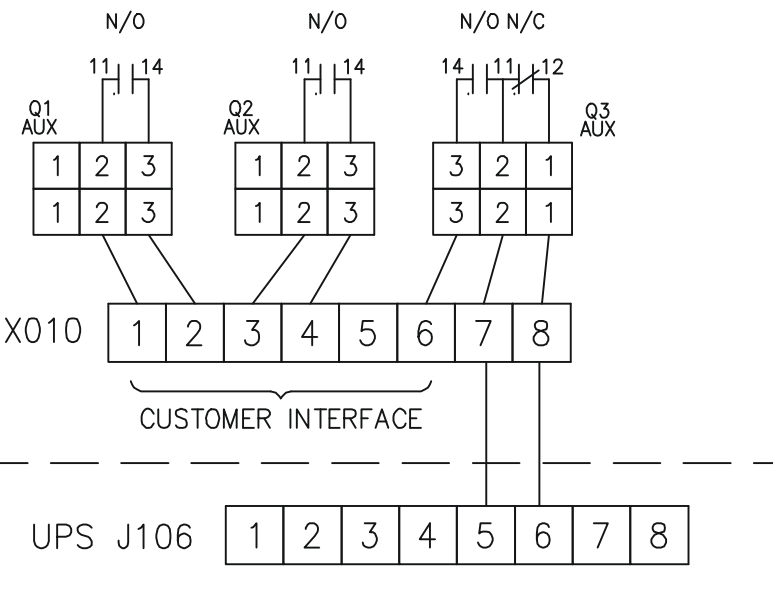 N/O N/O N/O N/C
11 14 11 14 14 11 12
Q1 AUX Q2 AUX Q3 AUX
1 2 3 1 2 3 3 2 1
1 2 3 1 2 3 3 2 1
X010 1 2 3 4 5 6 7 8
CUSTOMER INTERFACE
UPS J106 1 2 3 4 5 6 7 8